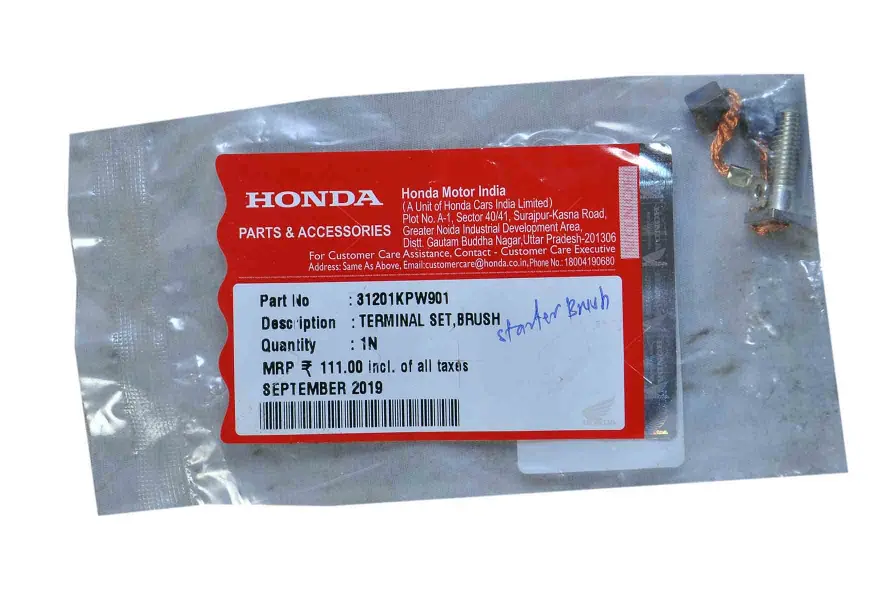 HONDA
PARTS & ACCESSORIES
Honda Motor India
(A Unit of Honda Cars India Limited)
Plot No. A-1, Sector 40/41, Surajpur-Kasna Road,
Greater Noida Industrial Development Area,
Distt. Gautam Buddha Nagar,Uttar Pradesh-201306
For Customer Care Assistance, Contact - Customer Care Executive
Address: Same As Above, Email:customercare@honda.co.in,Phone No.: 18004190680
Part No : 31201KPW901
Description : TERMINAL SET,BRUSH
Quantity : 1N
MRP ₹ 111.00 incl. of all taxes
SEPTEMBER 2019
starter Brush
HONDA